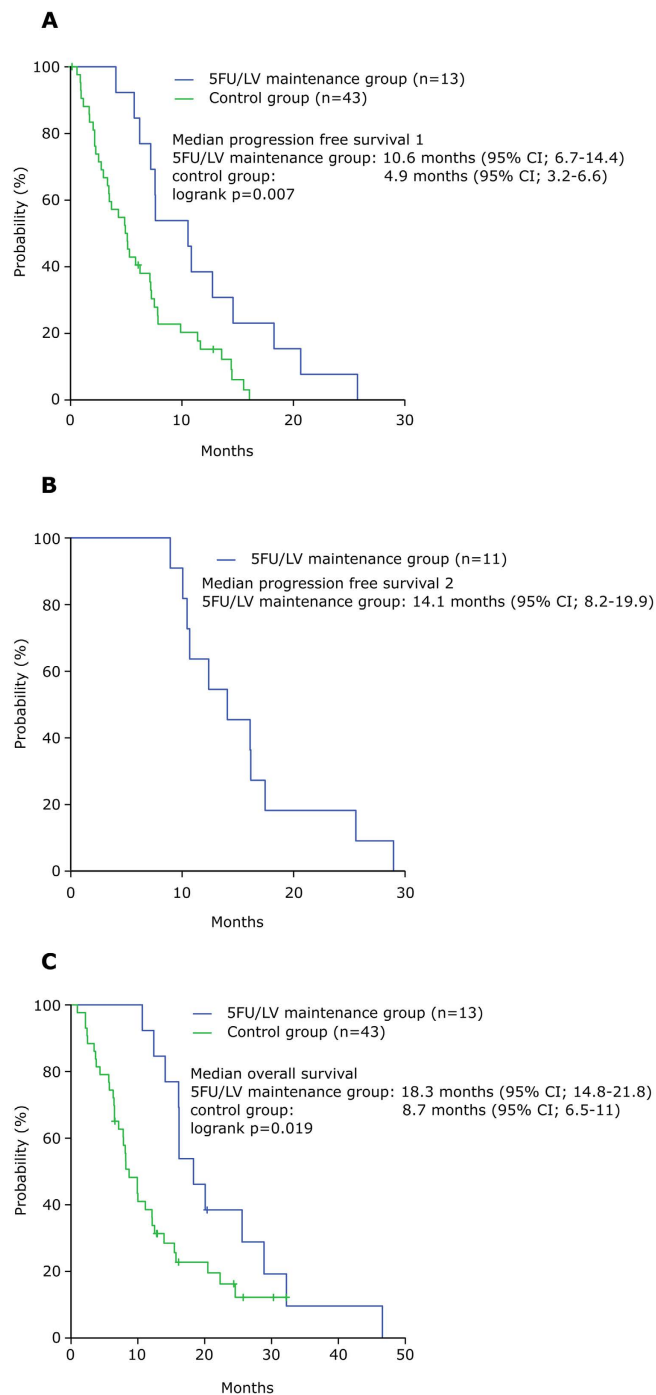 A
100
80
60
40
20
0
Probability (%)
5FU/LV maintenance group (n=13)
Control group (n=43)
Median progression free survival 1
5FU/LV maintenance group: 10.6 months (95% CI; 6.7-14.4)
control group: 4.9 months (95% CI; 3.2-6.6)
logrank p=0.007
0 10 20 30
Months
B
100
80
60
40
20
0
Probability (%)
5FU/LV maintenance group (n=11)
Median progression free survival 2
5FU/LV maintenance group: 14.1 months (95% CI; 8.2-19.9)
0 10 20 30
Months
C
100
80
60
40
20
0
Probability (%)
5FU/LV maintenance group (n=13)
Control group (n=43)
Median overall survival
5FU/LV maintenance group: 18.3 months (95% CI; 14.8-21.8)
control group: 8.7 months (95% CI; 6.5-11)
logrank p=0.019
0 10 20 30 40 50
Months